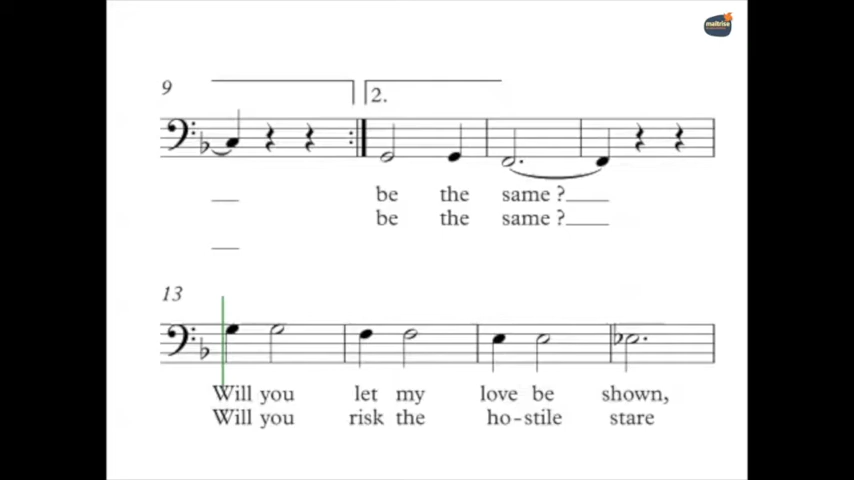 maîtrise
9
2.
be the same ?
be the same ?
13
Will you let my love be shown,
Will you risk the ho-stile stare